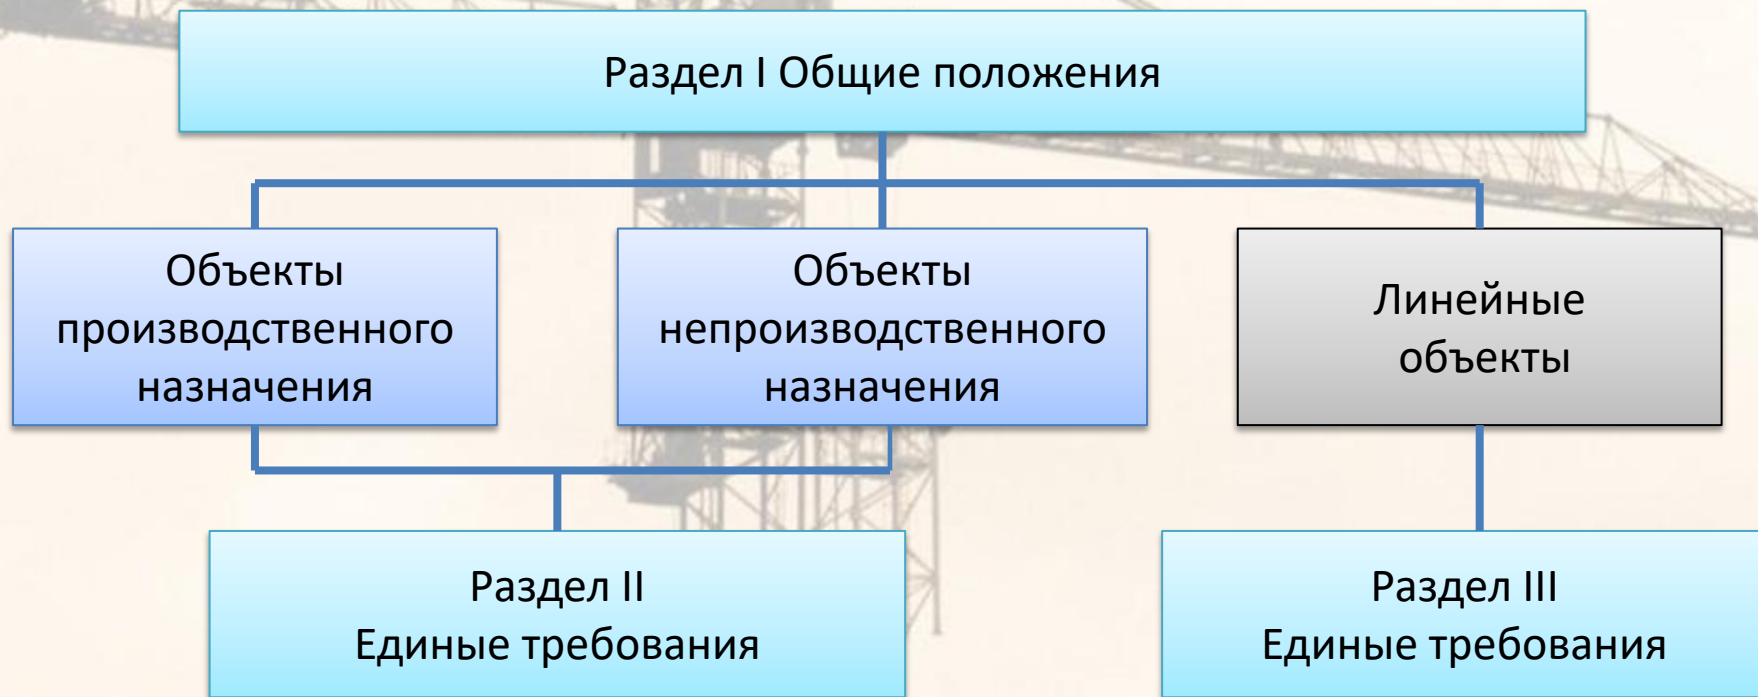 Раздел I Общие положения
Объекты
производственного
назначения
Объекты
непроизводственного
назначения
Линейные
объекты
Раздел II
Единые требования
Раздел III
Единые требования